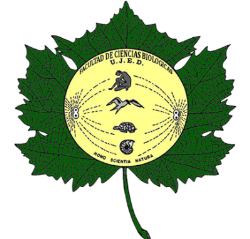 FACULTAD DE CIENCIAS BIOLOGICAS
U.J.E.D.
HOMO SCIENTIA NATURA